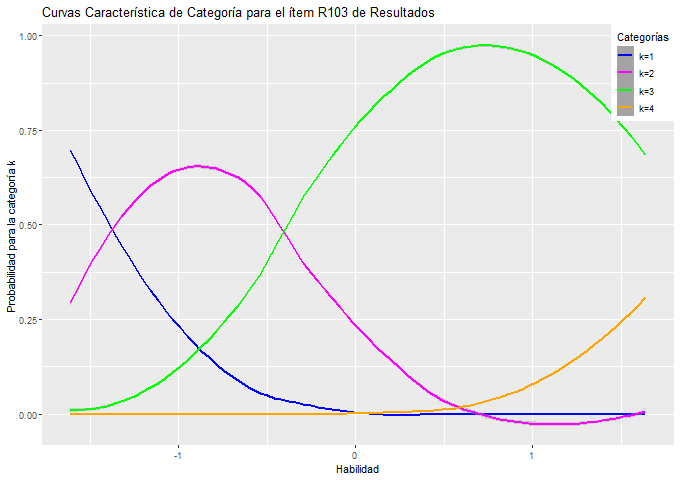 Curvas Característica de Categoría para el ítem R103 de Resultados
Categorías
k=1
k=2
k=3
k=4
Probabilidad para la categoría k
1.00
0.75
0.50
0.25
0.00
-1
0
1
Habilidad